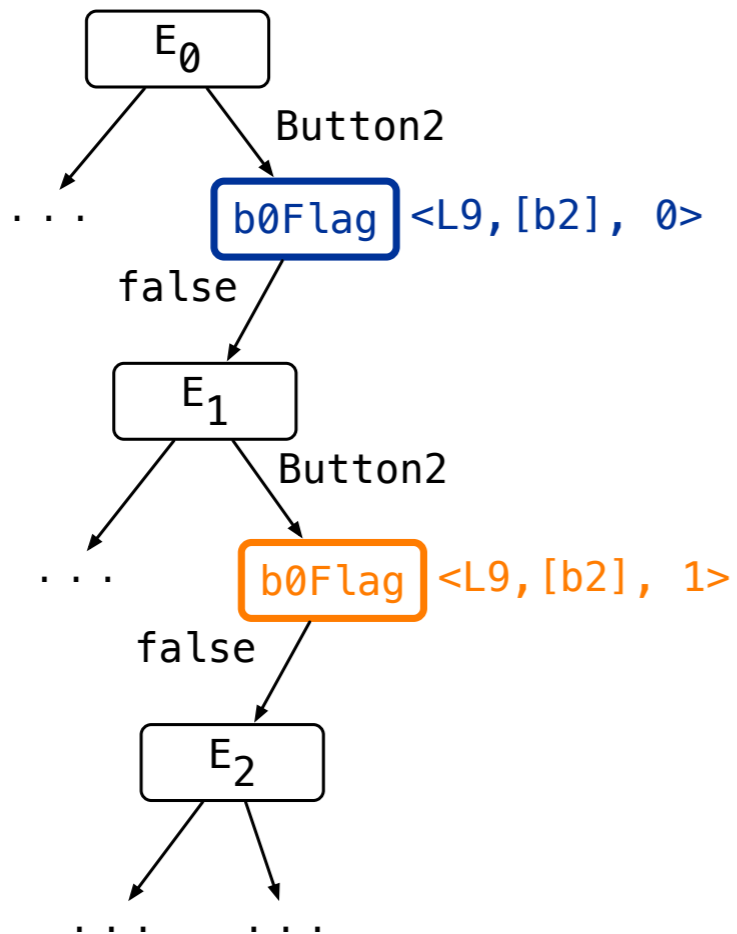 E0
Button2
...
b0Flag <L9,[b2], 0>
false
E1
Button2
...
b0Flag <L9,[b2], 1>
false
E2
... ...